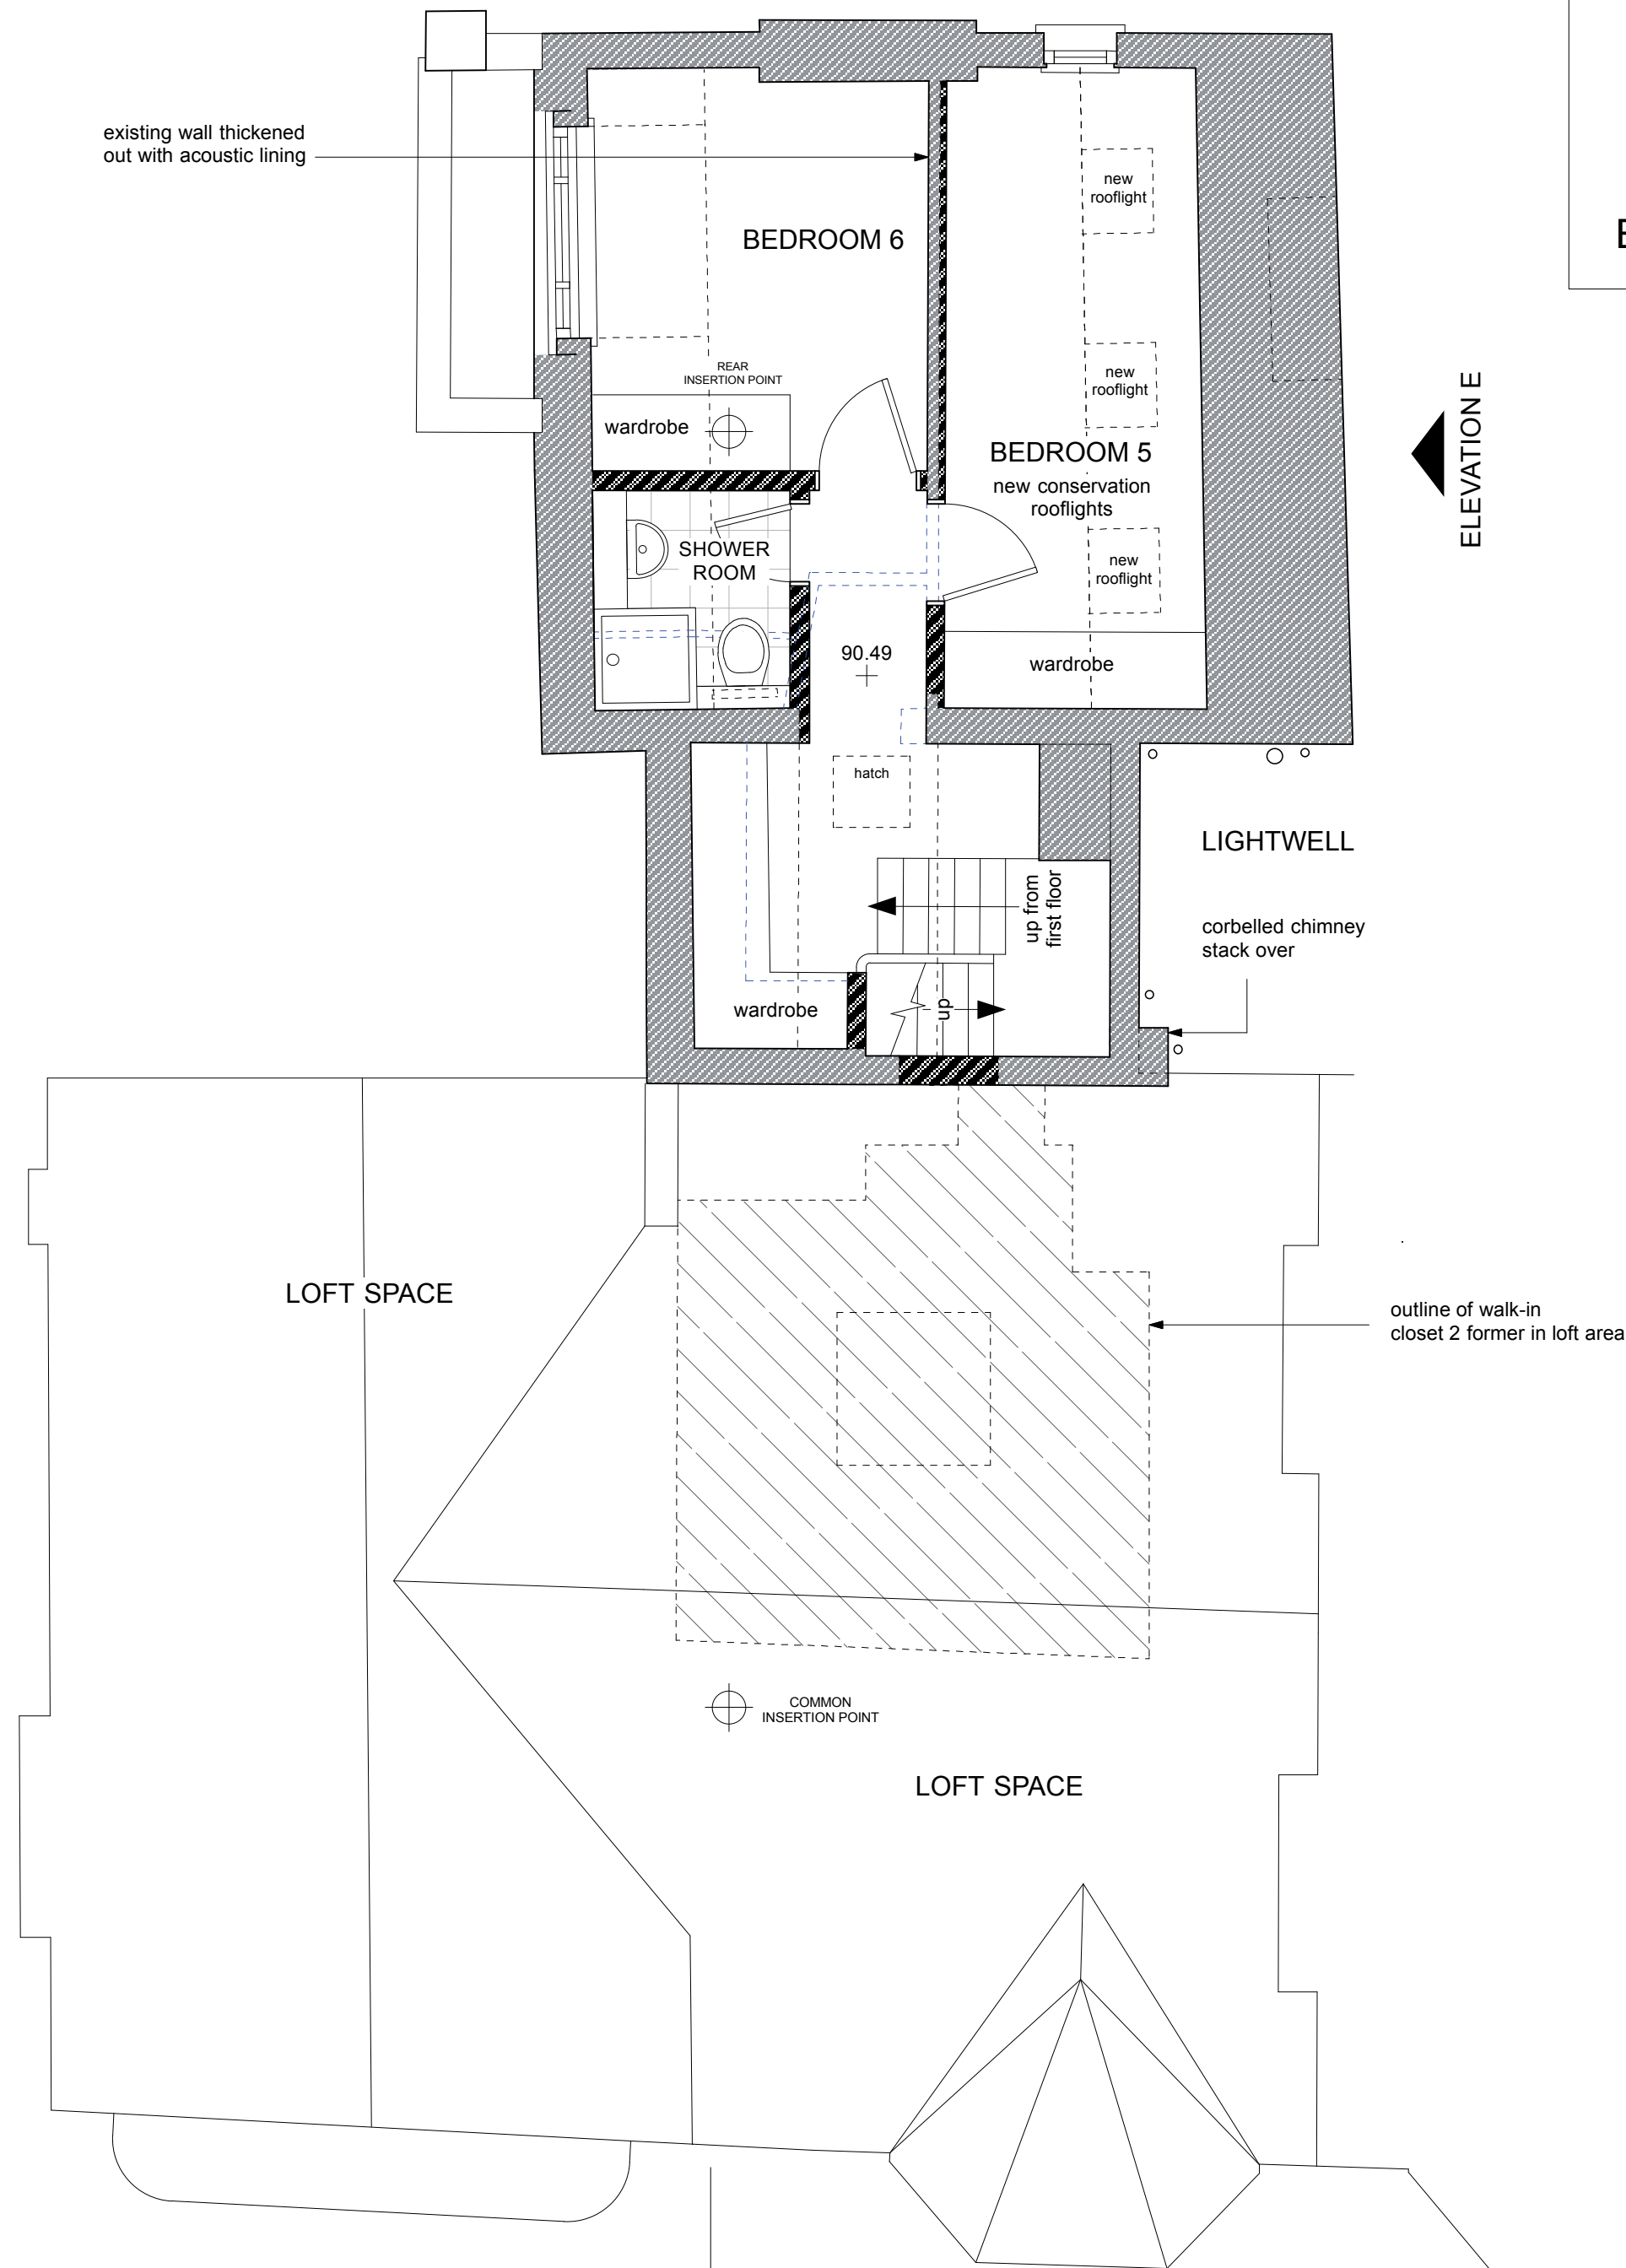 existing wall thickened
out with acoustic lining
new
rooflight
BEDROOM 6
E
REAR
INSERTION POINT
new
rooflight
wardrobe
BEDROOM 5
new conservation
rooflights
ELEVATION E
SHOWER
ROOM
new
rooflight
90.49
wardrobe
hatch
LIGHTWELL
up from
first floor
corbelled chimney
stack over
wardrobe
up
LOFT SPACE
outline of walk-in
closet 2 former in loft area
COMMON
INSERTION POINT
LOFT SPACE